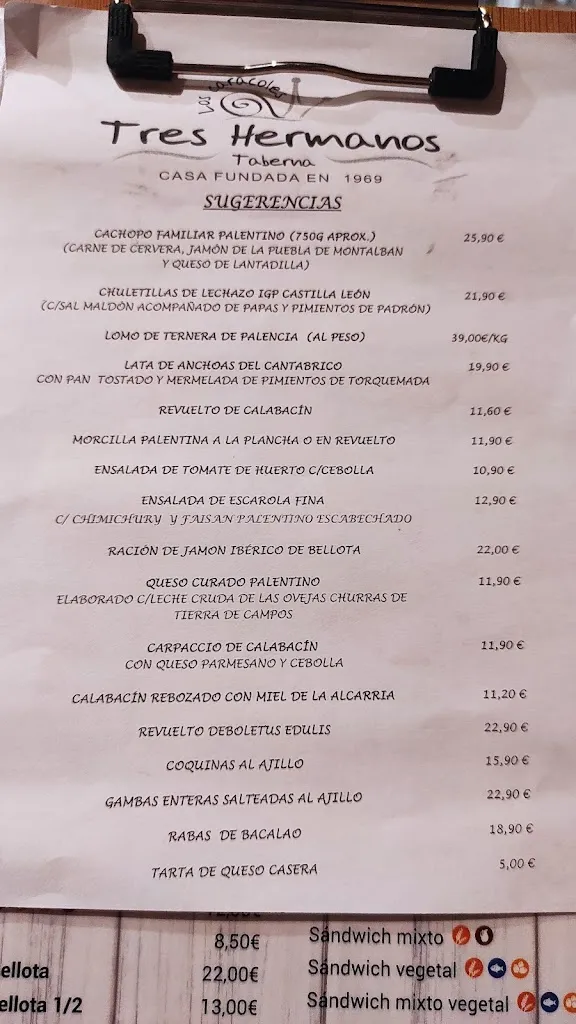 Los Caracoles
Tres Hermanos
Taberna
CASA FUNDADA EN 1969
SUGERENCIAS
CACHOPO FAMILIAR PALENTINO (750G APROX.) 25,90 €
(CARNE DE CERVERA, JAMÓN DE LA PUEBLA DE MONTALBAN
Y QUESO DE LANTADILLA)
CHULETILLAS DE LECHAZO IGP CASTILLA LEÓN 21,90 €
(C/SAL MALDÒN ACOMPAÑADO DE PAPAS Y PIMIENTOS DE PADRÓN)
LOMO DE TERNERA DE PALENCIA (AL PESO) 39,00€/KG
LATA DE ANCHOAS DEL CANTABRICO 19,90 €
CON PAN TOSTADO Y MERMELADA DE PIMIENTOS DE TORQUEMADA
REVUELTO DE CALABACÍN 11,60 €
MORCILLA PALENTINA A LA PLANCHA O EN REVUELTO 11,90 €
ENSALADA DE TOMATE DE HUERTO C/CEBOLLA 10,90 €
ENSALADA DE ESCAROLA FINA 12,90 €
C/ CHIMICHURY Y FAISAN PALENTINO ESCABECHADO
RACIÓN DE JAMON IBÉRICO DE BELLOTA 22,00 €
QUESO CURADO PALENTINO 11,90 €
ELABORADO C/LECHE CRUDA DE LAS OVEJAS CHURRAS DE
TIERRA DE CAMPOS
CARPACCIO DE CALABACÍN 11,90 €
CON QUESO PARMESANO Y CEBOLLA
CALABACÍN REBOZADO CON MIEL DE LA ALCARRIA 11,20 €
REVUELTO DEBOLETUS EDULIS 22,90 €
COQUINAS AL AJILLO 15,90 €
GAMBAS ENTERAS SALTEADAS AL AJILLO 22,90 €
RABAS DE BACALAO 18,90 €
TARTA DE QUESO CASERA 5,00 €
8,50€ Sándwich mixto
ellota 22,00€ Sándwich vegetal
ellota 1/2 13,00€ Sándwich mixto vegetal